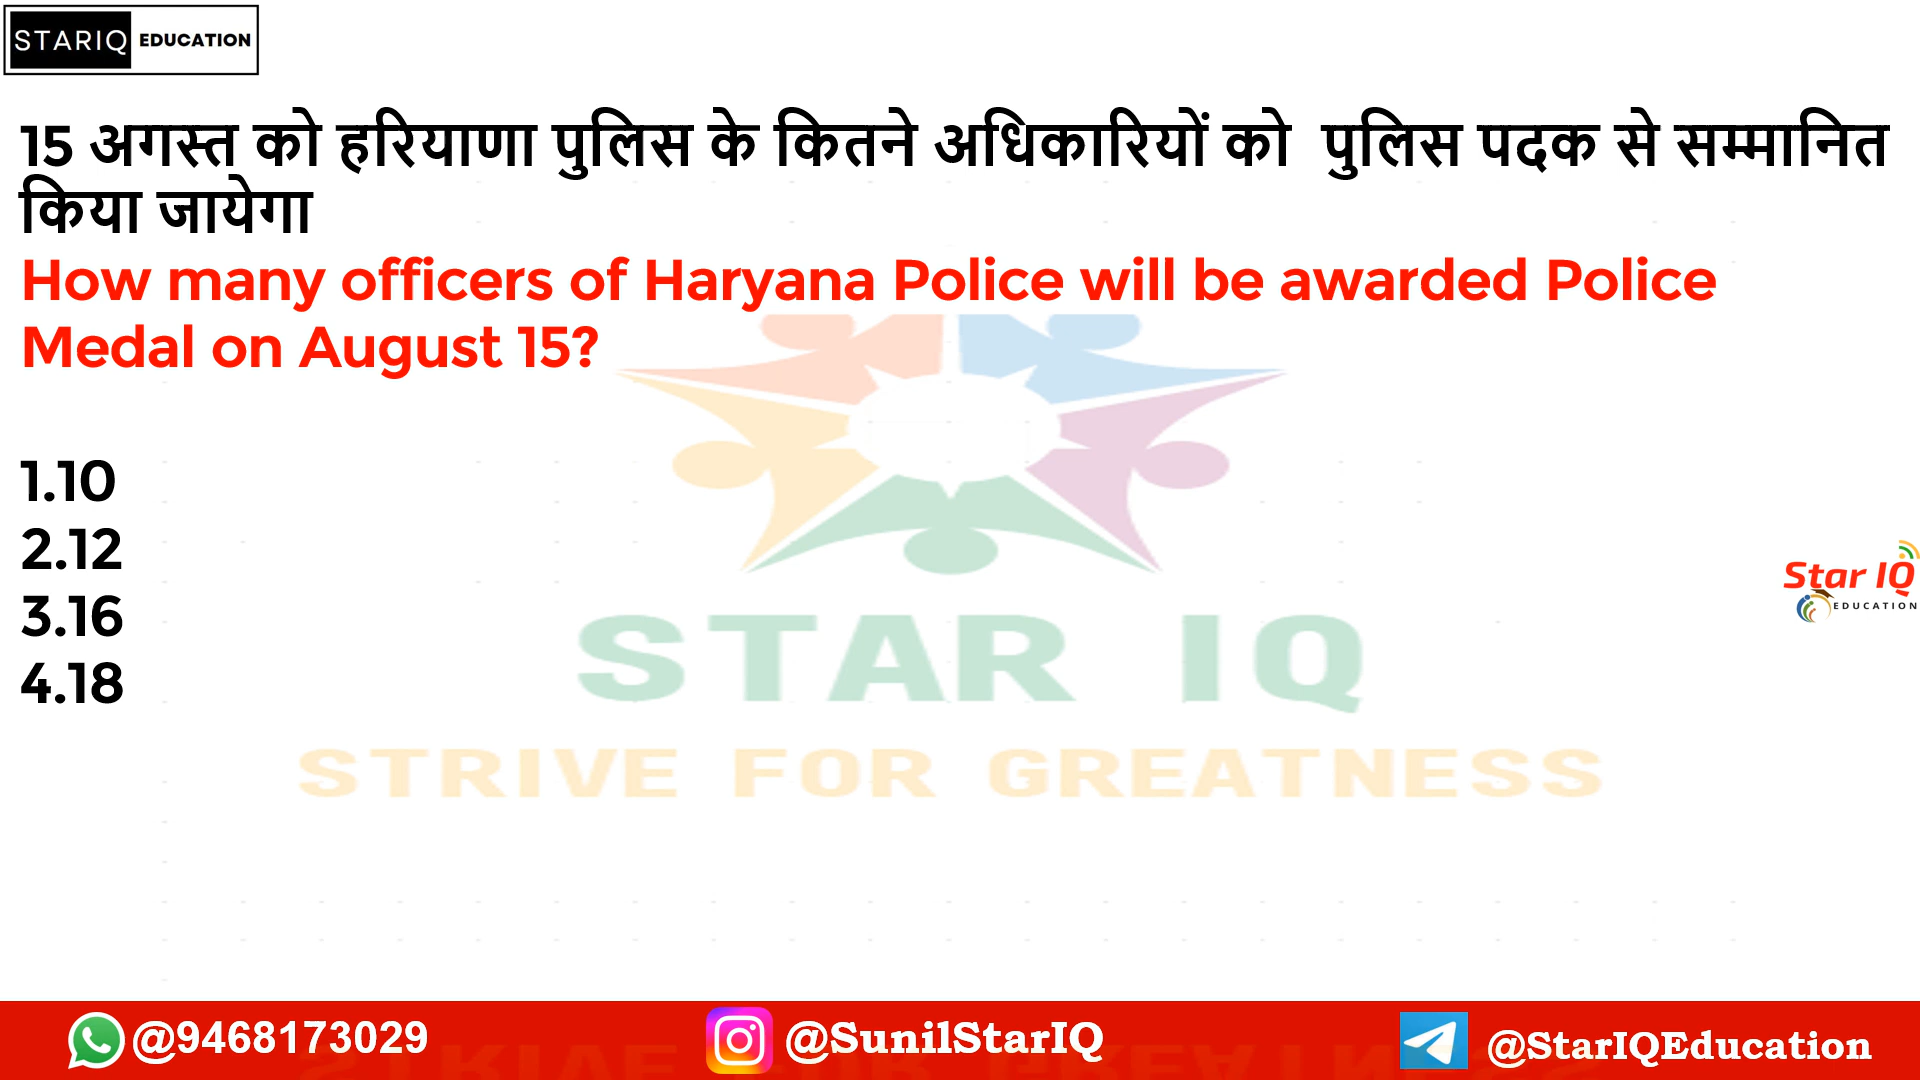 STARIQ EDUCATION
15 अगस्त को हरियाणा पुलिस के कितने अधिकारियों को पुलिस पदक से सम्मानित
किया जायेगा
How many officers of Haryana Police will be awarded Police
Medal on August 15?
1.10
2.12
3.16
4.18
Star IQ
EDUCATION
STAR IQ
STRIVE FOR GREATNESS
@9468173029 @SunilStarIQ @StarIQEducation